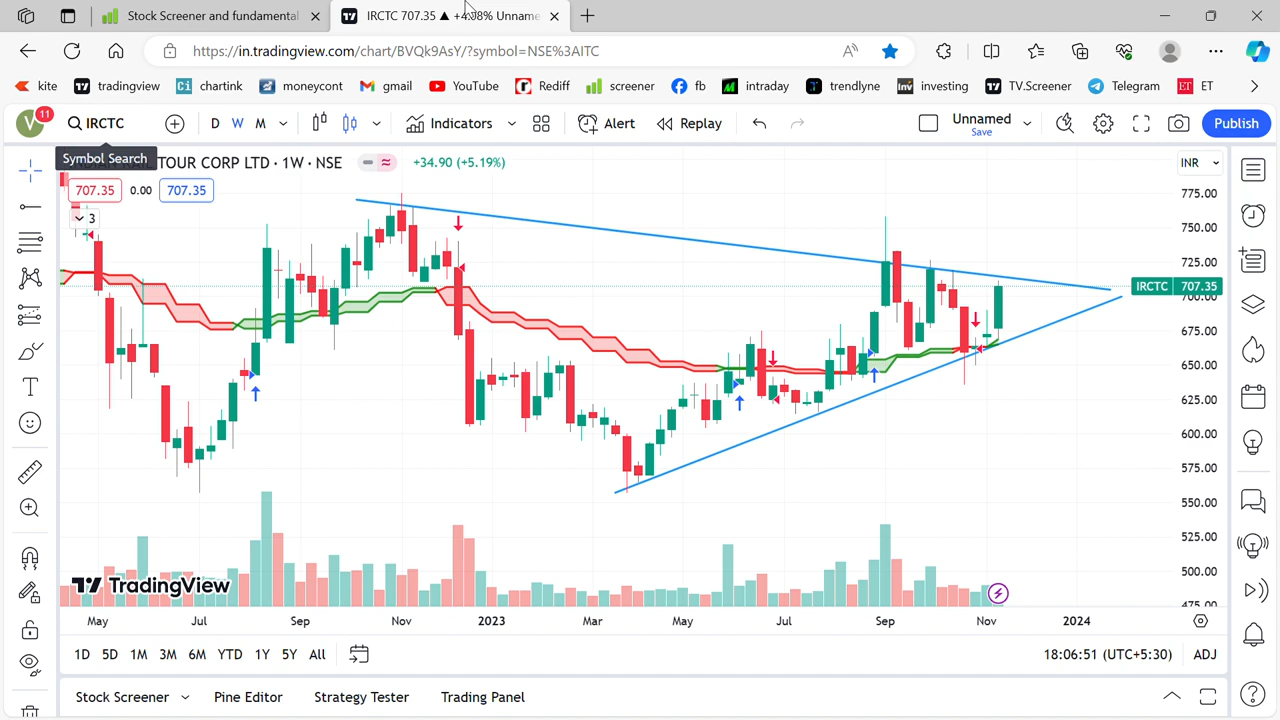 Stock Screener and fundamental
IRCTC 707.35 ▲ +4.98% Unname
https://in.tradingview.com/chart/BVQk9AsY/?symbol=NSE%3AITC
kite tradingview chartink moneycont gmail YouTube Rediff screener fb intraday trendlyne investing TV.Screener Telegram ET
V 11 IRCTC D W M Indicators Alert Replay Unnamed Save Publish
Symbol Search
TOUR CORP LTD · 1W · NSE +34.90 (+5.19%) INR
707.35 0.00 707.35
3
775.00
750.00
725.00
IRCTC 707.35
700.00
675.00
650.00
625.00
600.00
575.00
550.00
525.00
500.00
475.00
TradingView
May Jul Sep Nov 2023 Mar May Jul Sep Nov 2024
1D 5D 1M 3M 6M YTD 1Y 5Y All 18:06:51 (UTC+5:30) ADJ
Stock Screener Pine Editor Strategy Tester Trading Panel